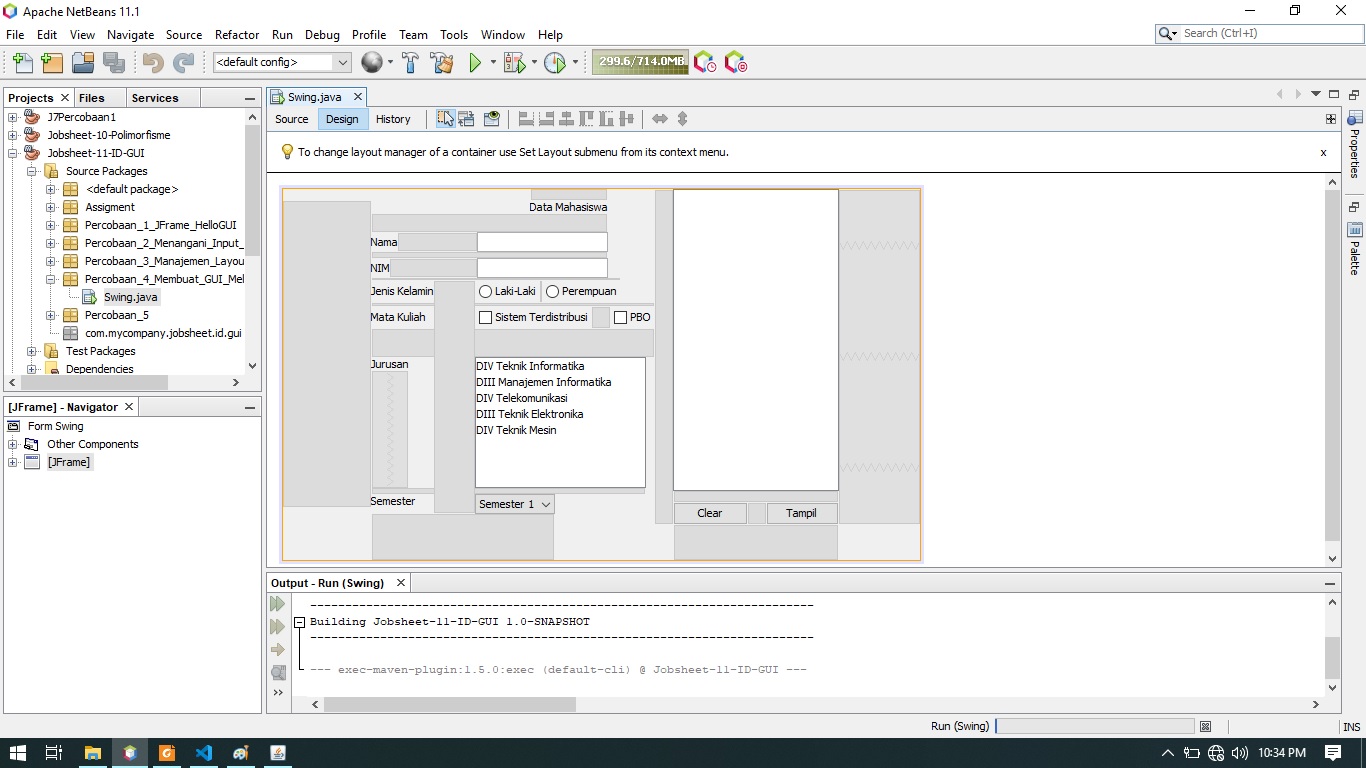 Apache NetBeans 11.1
File Edit View Navigate Source Refactor Run Debug Profile Team Tools Window Help
Search (Ctrl+I)
<default config>
299.6/714.0MB
Projects Files Services
J7Percobaan1
Jobsheet-10-Polimorfisme
Jobsheet-11-ID-GUI
Source Packages
<default package>
Assigment
Percobaan_1_JFrame_HelloGUI
Percobaan_2_Menangani_Input_
Percobaan_3_Manajemen_Layou
Percobaan_4_Membuat_GUI_Mel
Swing.java
Percobaan_5
com.mycompany.jobsheet.id.gui
Test Packages
Dependencies
[JFrame] - Navigator
Form Swing
Other Components
[JFrame]
Swing.java
Source Design History
To change layout manager of a container use Set Layout submenu from its context menu.
x
Data Mahasiswa
Nama
NIM
Jenis Kelamin Laki-Laki Perempuan
Mata Kuliah Sistem Terdistribusi PBO
Jurusan
DIV Teknik Informatika
DIII Manajemen Informatika
DIV Telekomunikasi
DIII Teknik Elektronika
DIV Teknik Mesin
Semester Semester 1
Clear Tampil
Properties
Palette
Output - Run (Swing)
------------------------------------------------------------------------
Building Jobsheet-11-ID-GUI 1.0-SNAPSHOT
------------------------------------------------------------------------
--- exec-maven-plugin:1.5.0:exec (default-cli) @ Jobsheet-11-ID-GUI ---
Run (Swing)
INS
10:34 PM